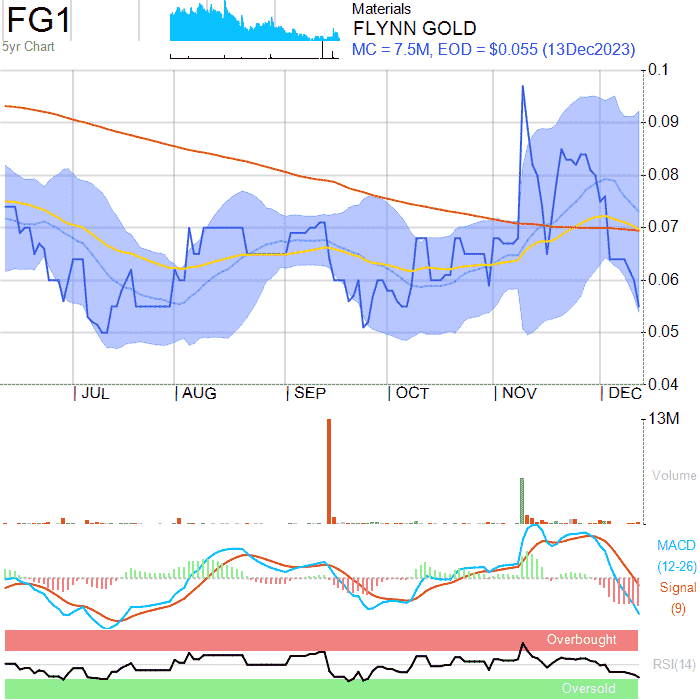 FG1
5yr Chart
Materials
FLYNN GOLD
MC = 7.5M, EOD = $0.055 (13Dec2023)
0.1
0.09
0.08
0.07
0.06
0.05
0.04
JUL AUG SEP OCT NOV DEC
13M
Volume
MACD
(12-26)
Signal
(9)
Overbought
RSI(14)
Oversold